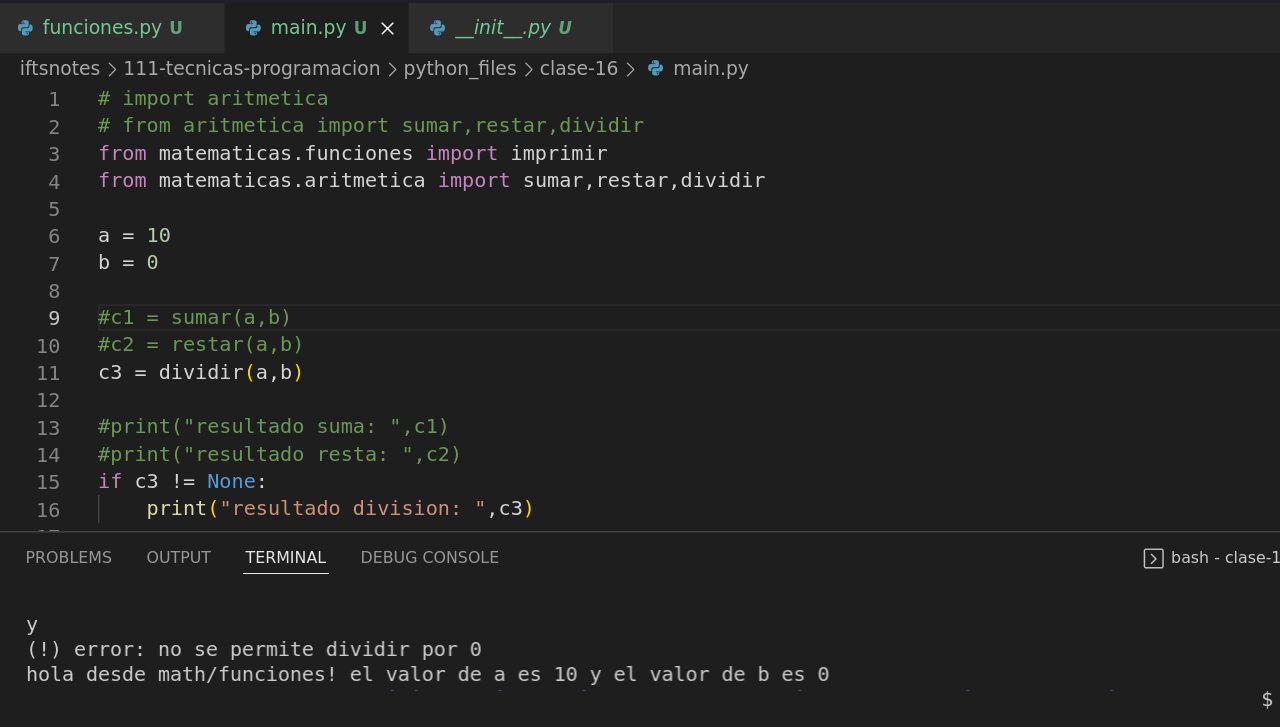 funciones.py U main.py U __init__.py U
iftsnotes > 111-tecnicas-programacion > python_files > clase-16 > main.py
1 # import aritmetica
2 # from aritmetica import sumar,restar,dividir
3 from matematicas.funciones import imprimir
4 from matematicas.aritmetica import sumar,restar,dividir
5
6 a = 10
7 b = 0
8
9 #c1 = sumar(a,b)
10 #c2 = restar(a,b)
11 c3 = dividir(a,b)
12
13 #print("resultado suma: ",c1)
14 #print("resultado resta: ",c2)
15 if c3 != None:
16     print("resultado division: ",c3)
PROBLEMS OUTPUT TERMINAL DEBUG CONSOLE bash - clase-1
y
(!) error: no se permite dividir por 0
hola desde math/funciones! el valor de a es 10 y el valor de b es 0
$